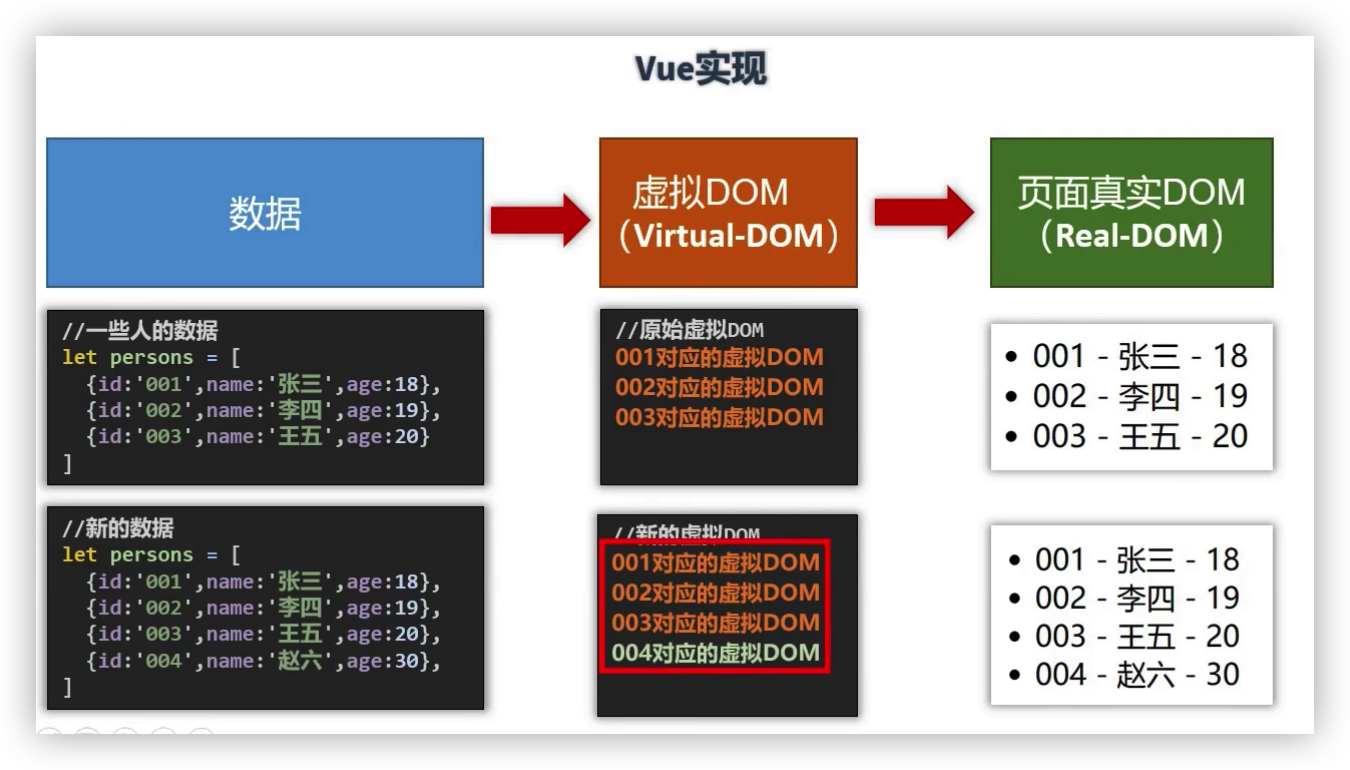 Vue实现
数据
虚拟DOM
（Virtual-DOM）
页面真实DOM
（Real-DOM）
//一些人的数据
let persons = [
{id:'001',name:'张三',age:18},
{id:'002',name:'李四',age:19},
{id:'003',name:'王五',age:20}
]
//原始虚拟DOM
001对应的虚拟DOM
002对应的虚拟DOM
003对应的虚拟DOM
• 001 - 张三 - 18
• 002 - 李四 - 19
• 003 - 王五 - 20
//新的数据
let persons = [
{id:'001',name:'张三',age:18},
{id:'002',name:'李四',age:19},
{id:'003',name:'王五',age:20},
{id:'004',name:'赵六',age:30},
]
//新的虚拟DOM
001对应的虚拟DOM
002对应的虚拟DOM
003对应的虚拟DOM
004对应的虚拟DOM
• 001 - 张三 - 18
• 002 - 李四 - 19
• 003 - 王五 - 20
• 004 - 赵六 - 30